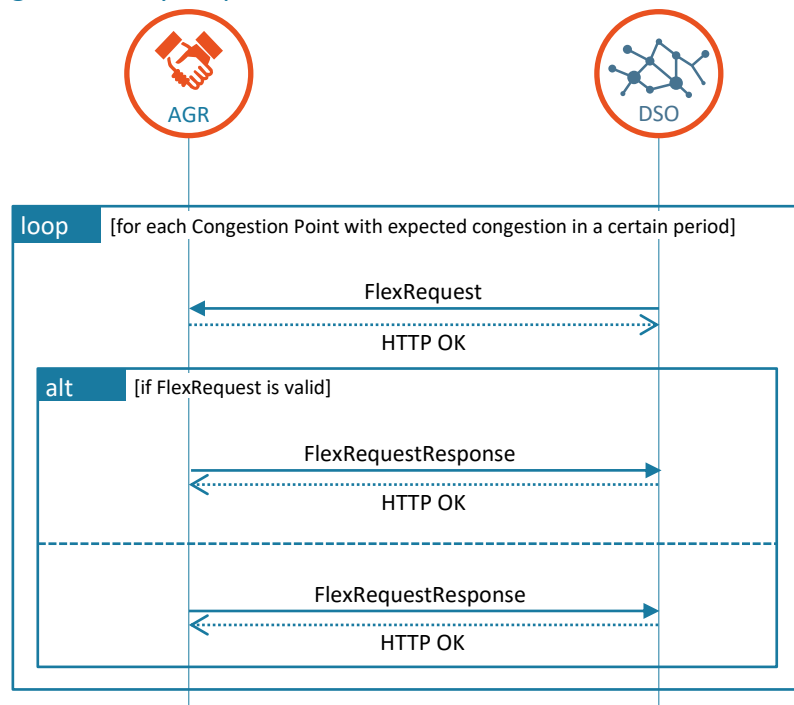 AGR
DSO
loop [for each Congestion Point with expected congestion in a certain period]
FlexRequest
HTTP OK
alt [if FlexRequest is valid]
FlexRequestResponse
HTTP OK
FlexRequestResponse
HTTP OK